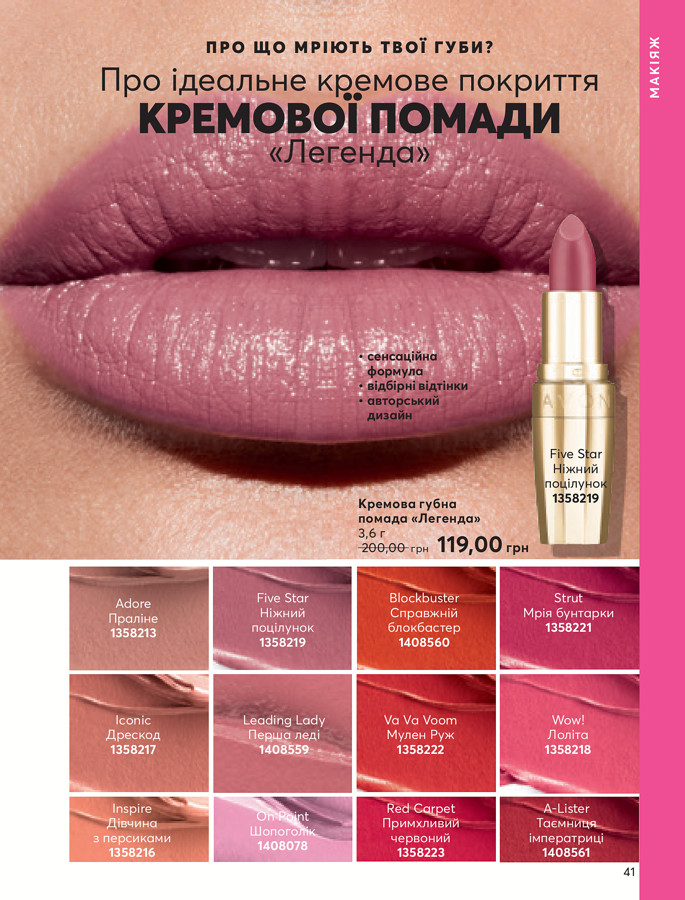 МАКІЯЖ
ПРО ЩО МРІЮТЬ ТВОЇ ГУБИ?
Про ідеальне кремове покриття
КРЕМОВОЇ ПОМАДИ
«Легенда»
• сенсаційна
формула
• відбірні відтінки
• авторський
дизайн
AVON
Five Star
Ніжний
поцілунок
1358219
Кремова губна
помада «Легенда»
3,6 г
200,00 грн 119,00 грн
Adore
Праліне
1358213
Five Star
Ніжний
поцілунок
1358219
Blockbuster
Справжній
блокбастер
1408560
Strut
Мрія бунтарки
1358221
Iconic
Дрескод
1358217
Leading Lady
Перша леді
1408559
Va Va Voom
Мулен Руж
1358222
Wow!
Лоліта
1358218
Inspire
Дівчина
з персиками
1358216
On Point
Шопоголік
1408078
Red Carpet
Примхливий
червоний
1358223
A-Lister
Таємниця
імператриці
1408561
41